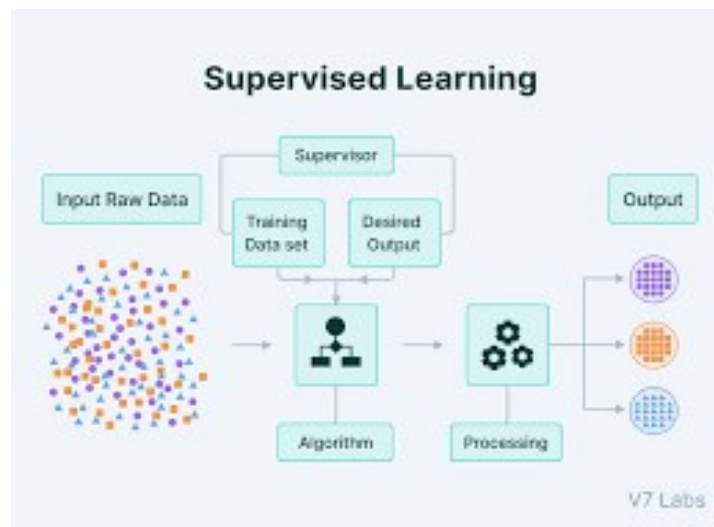 Supervised Learning
Supervisor
Input Raw Data
Training
Data set
Desired
Output
Output
Algorithm
Processing
V7 Labs